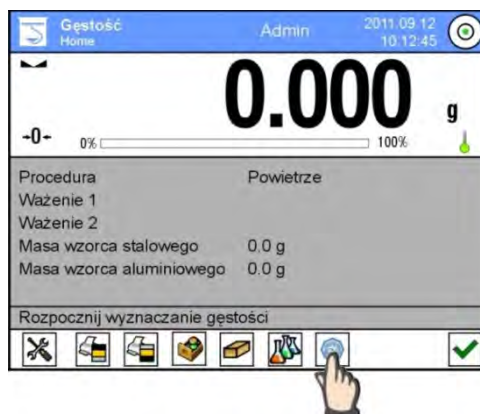 Gęstość Admin 2011.09.12
Home 10:12:45
0.000 g
→0←
0% 100%
Procedura Powietrze
Ważenie 1
Ważenie 2
Masa wzorca stalowego 0.0 g
Masa wzorca aluminiowego 0.0 g
Rozpocznij wyznaczanie gęstości